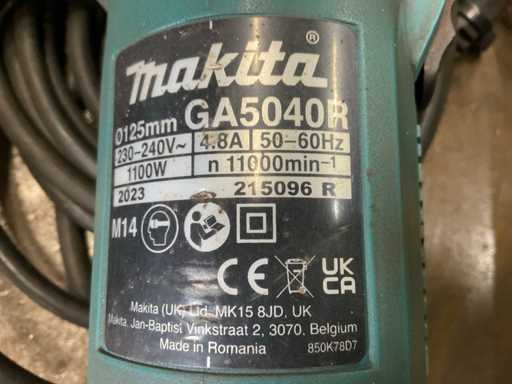 makita®
GA5040R
Ø125mm
230-240V~ 4.8A 50-60Hz
1100W n 11000min-1
2023 215096 R
M14
CE UK CA
Makita (UK) Ltd, MK15 8JD, UK
Makita, Jan-Baptist Vinkstraat 2, 3070, Belgium
Made in Romania 850K78D7